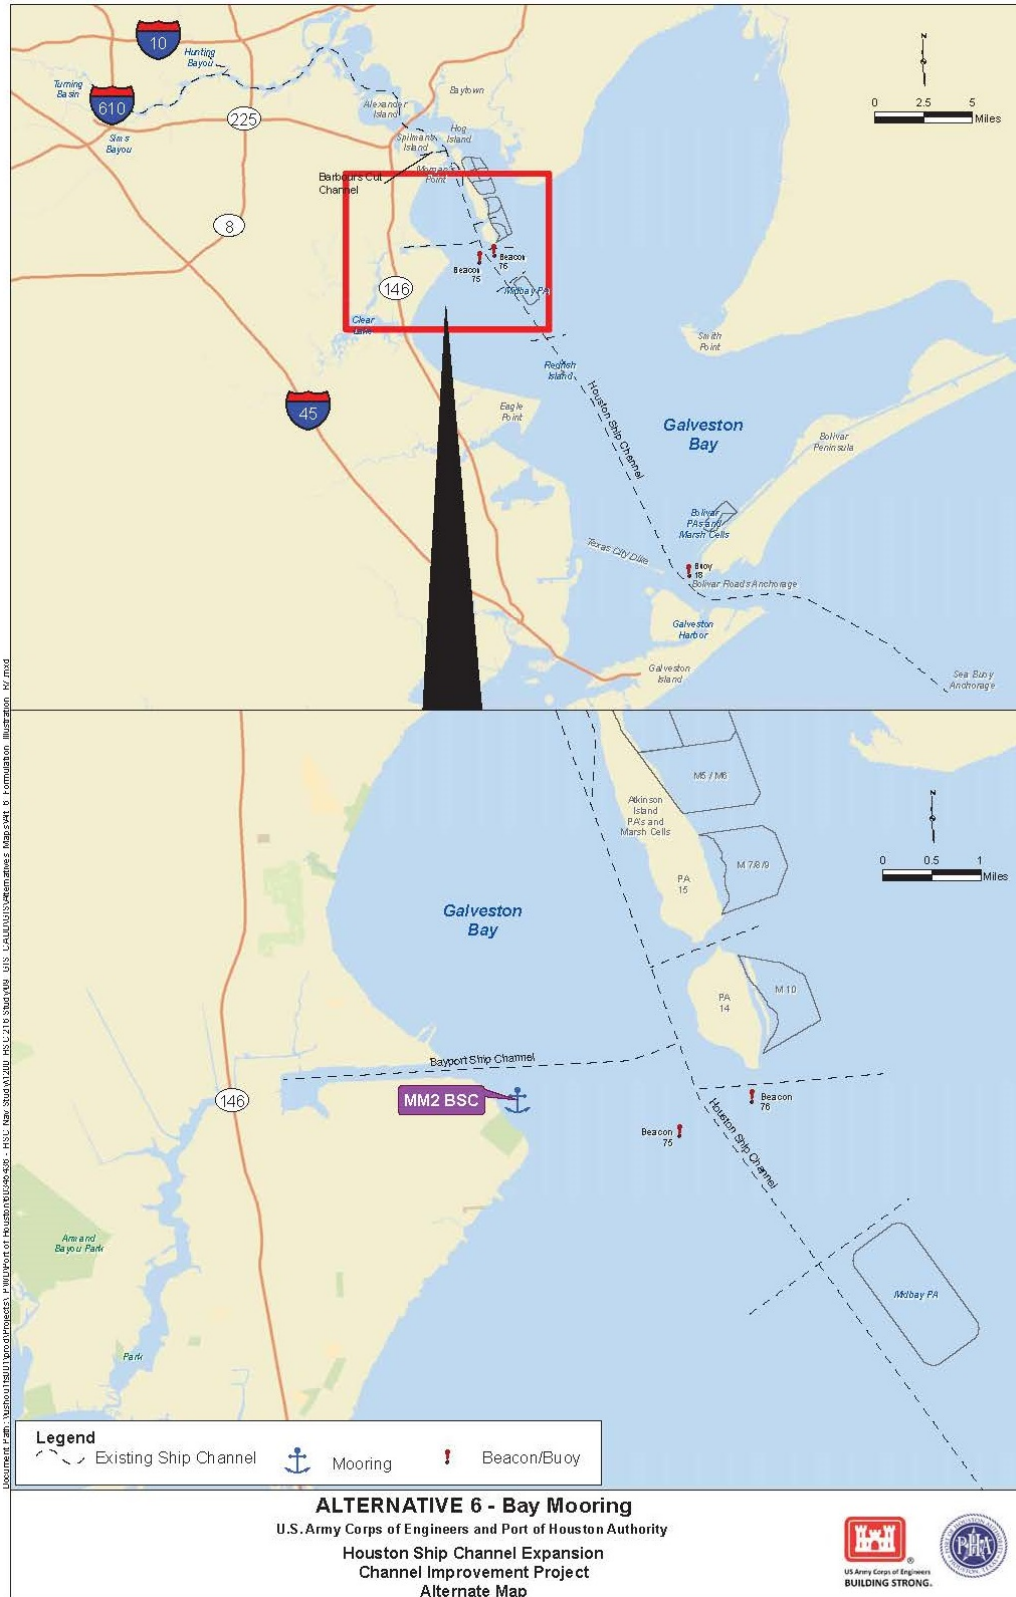 10
Hunting
Bayou
Turning
Basin
610
Sims
Bayou
225
Alexander
Island
Baytown
Spilmans
Island
Hog
Island
Morgans
Point
Barbours Cut
Channel
N
0 2.5 5
Miles
8
146
Beacon
76
Beacon
75
Midbay PA
Clear
Lake
Redfish
Island
Smith
Point
45
Eagle
Point
Houston Ship Channel
Galveston
Bay
Bolivar
Peninsula
Bolivar
PAs and
Marsh Cells
Texas City Dike
Buoy
18
Bolivar Roads Anchorage
Galveston
Harbor
Galveston
Island
Sea Buoy
Anchorage
M5 / M6
Atkinson
Island
PA's and
Marsh Cells
M 7/8/9
PA
15
N
0 0.5 1
Miles
Galveston
Bay
PA
14
M 10
Bayport Ship Channel
146
MM2 BSC
Beacon
76
Beacon
75
Houston Ship Channel
Armand
Bayou Park
Midbay PA
Park
Legend
Existing Ship Channel
Mooring
Beacon/Buoy
ALTERNATIVE 6 - Bay Mooring
U.S. Army Corps of Engineers and Port of Houston Authority
Houston Ship Channel Expansion
Channel Improvement Project
Alternate Map
US Army Corps of Engineers
BUILDING STRONG.
®
PHA